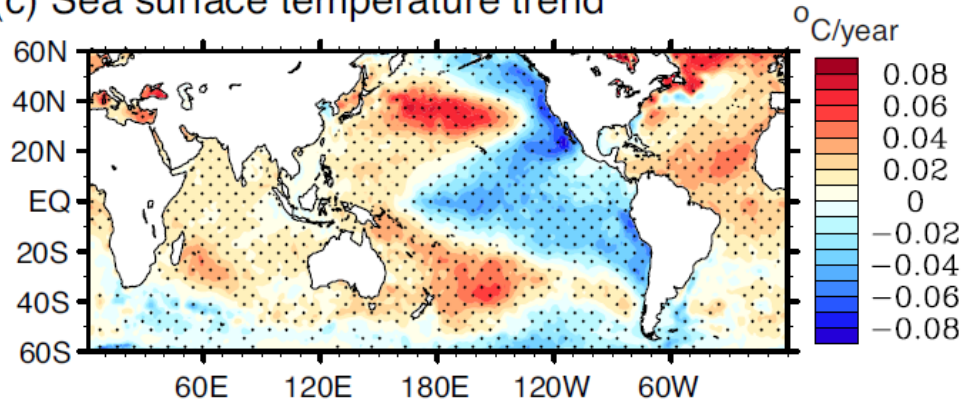 (c) Sea surface temperature trend
°C/year
60N
40N
20N
EQ
20S
40S
60S
60E 120E 180E 120W 60W
0.08
0.06
0.04
0.02
0
−0.02
−0.04
−0.06
−0.08